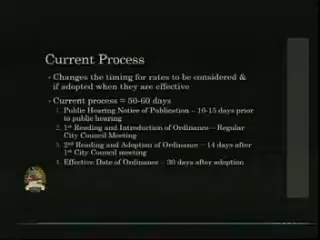 Current Process
Changes the timing for rates to be considered &
if adopted when they are effective
Current process = 50-60 days
1. Public Hearing Notice of Publication – 10-15 days prior
to public hearing
2. 1st Reading and Introduction of Ordinance – Regular
City Council Meeting
3. 2nd Reading and Adoption of Ordinance – 14 days after
1st City Council meeting
4. Effective Date of Ordinance – 30 days after adoption